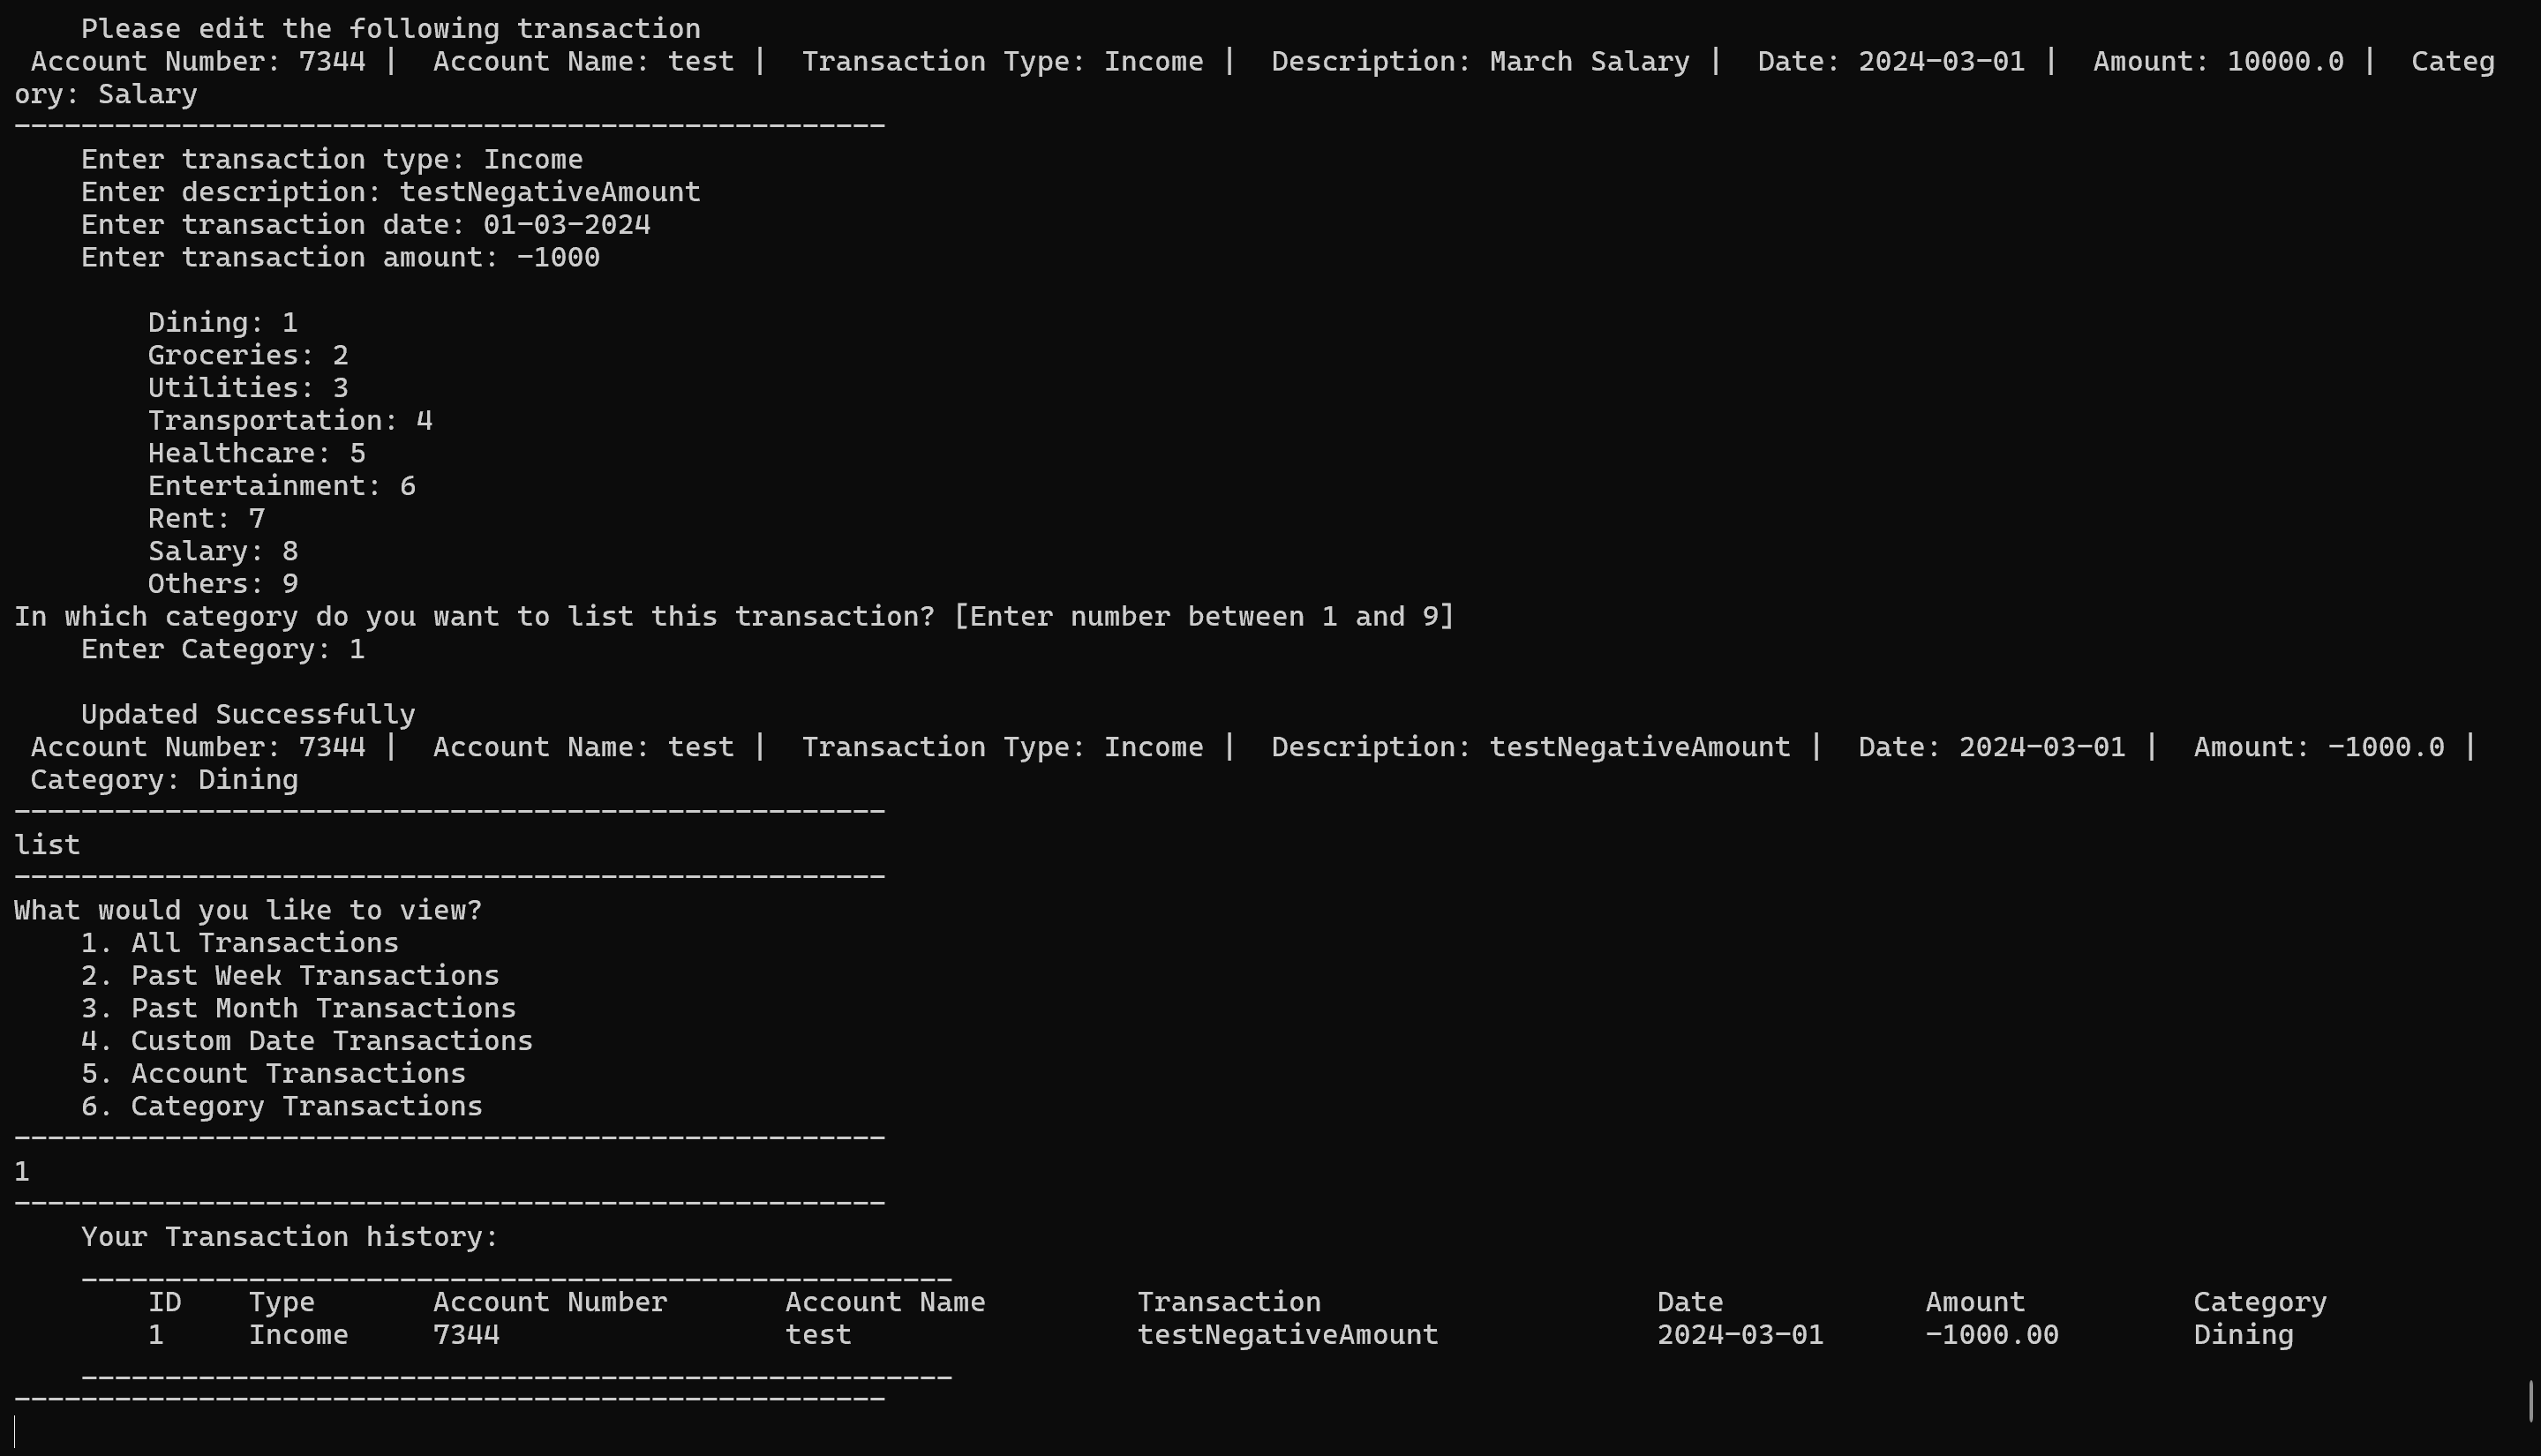 Please edit the following transaction
Account Number: 7344 |  Account Name: test |  Transaction Type: Income |  Description: March Salary |  Date: 2024-03-01 |  Amount: 10000.0 |  Categ
ory: Salary
----------------------------------------------------
Enter transaction type: Income
Enter description: testNegativeAmount
Enter transaction date: 01-03-2024
Enter transaction amount: -1000
Dining: 1
Groceries: 2
Utilities: 3
Transportation: 4
Healthcare: 5
Entertainment: 6
Rent: 7
Salary: 8
Others: 9
In which category do you want to list this transaction? [Enter number between 1 and 9]
Enter Category: 1
Updated Successfully
Account Number: 7344 |  Account Name: test |  Transaction Type: Income |  Description: testNegativeAmount |  Date: 2024-03-01 |  Amount: -1000.0 |
Category: Dining
----------------------------------------------------
list
----------------------------------------------------
What would you like to view?
1. All Transactions
2. Past Week Transactions
3. Past Month Transactions
4. Custom Date Transactions
5. Account Transactions
6. Category Transactions
----------------------------------------------------
1
----------------------------------------------------
Your Transaction history:
____________________________________________________
ID    Type       Account Number       Account Name         Transaction                    Date            Amount          Category
1     Income     7344                 test                 testNegativeAmount             2024-03-01      -1000.00        Dining
____________________________________________________
----------------------------------------------------